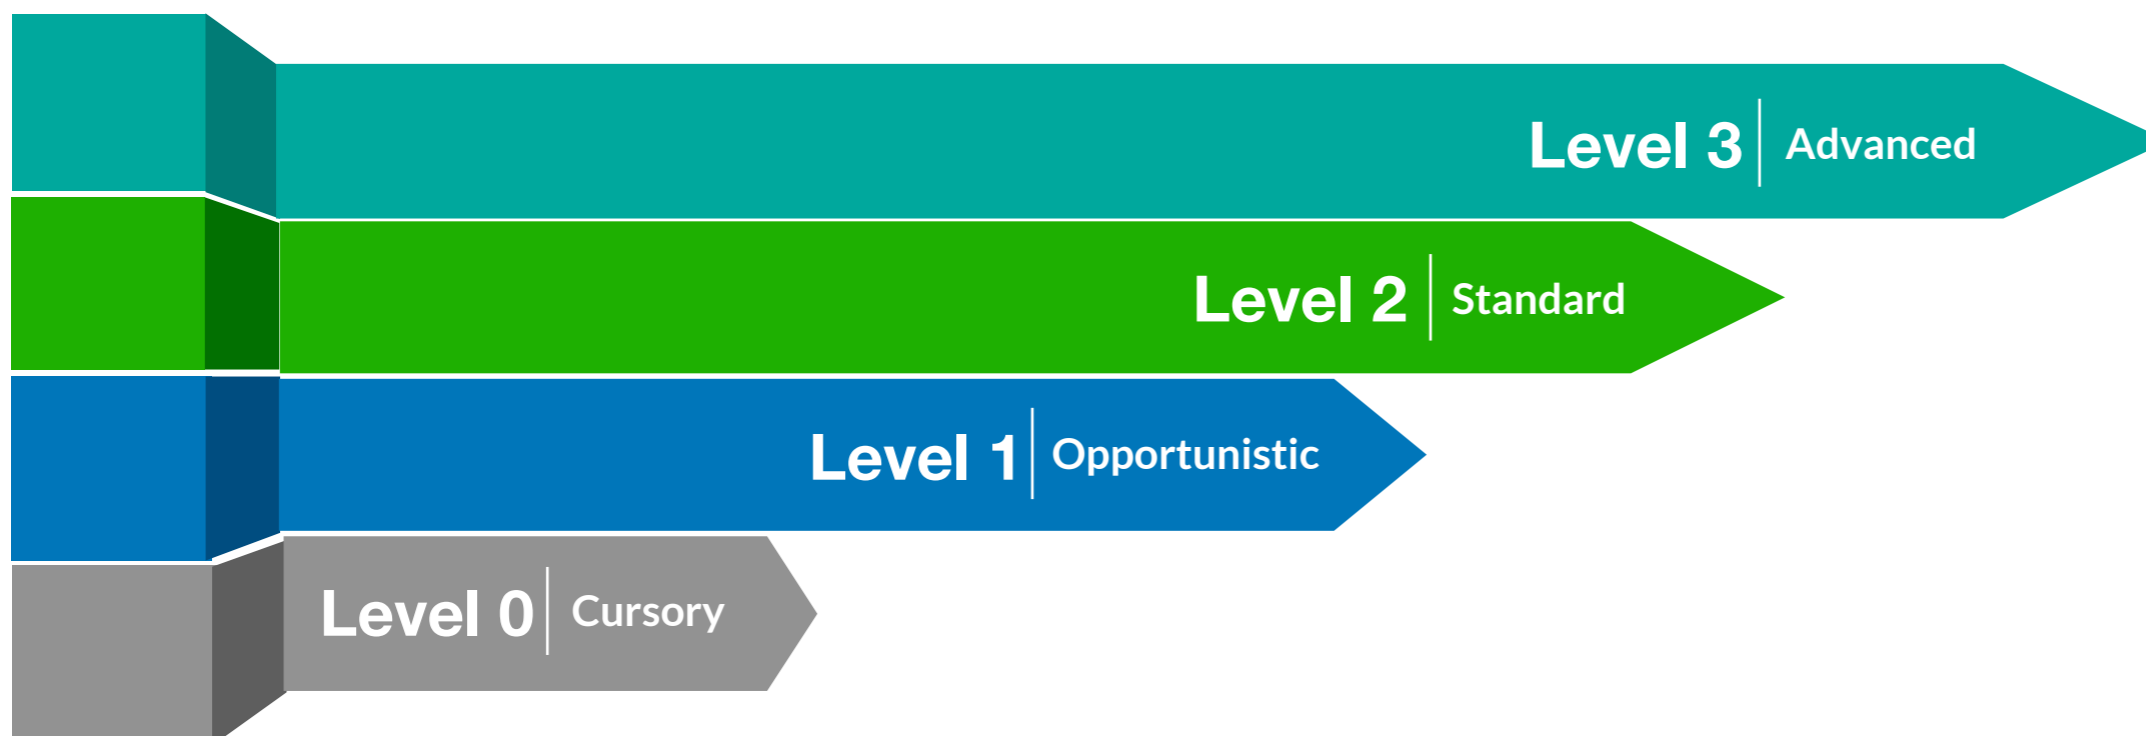 Level 3 Advanced
Level 2 Standard
Level 1 Opportunistic
Level 0 Cursory